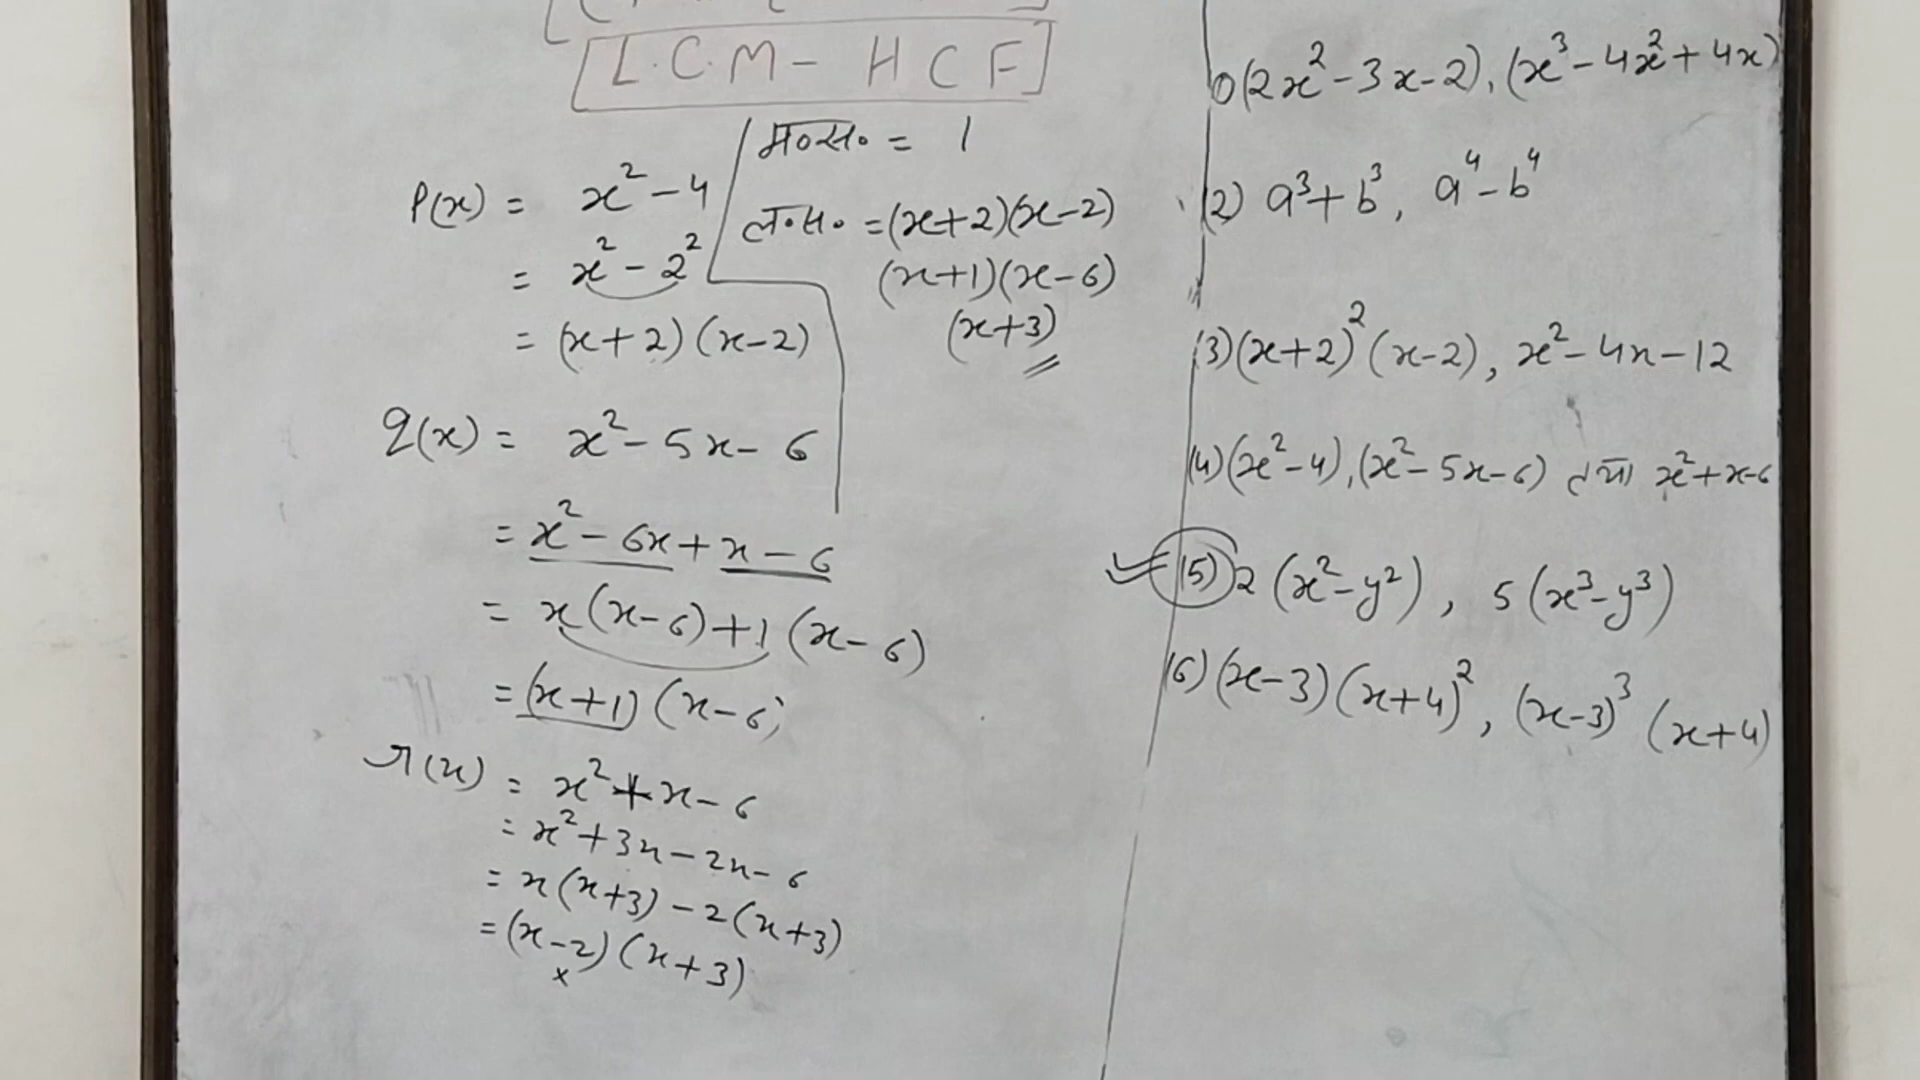 [L.C.M - H C F]
P(x) = x² - 4
= x² - 2²
= (x+2) (x-2)
म०स० = 1
ल०स० = (x+2)(x-2)
(x+1)(x-6)
(x+3)
q(x) = x² - 5x - 6
= x² - 6x + x - 6
= x(x-6) + 1(x-6)
= (x+1) (x-6)
r(x) = x² + x - 6
= x² + 3x - 2x - 6
= x(x+3) - 2(x+3)
= (x-2) (x+3)
x
(2x² - 3x - 2), (x³ - 4x² + 4x)
(2) a³ + b³, a⁴ - b⁴
(3) (x+2)² (x-2), x² - 4x - 12
(4) (x² - 4), (x² - 5x - 6) तथा x² + x - 6
(5) 2(x² - y²), 5(x³ - y³)
(6) (x-3) (x+4)², (x-3)³ (x+4)